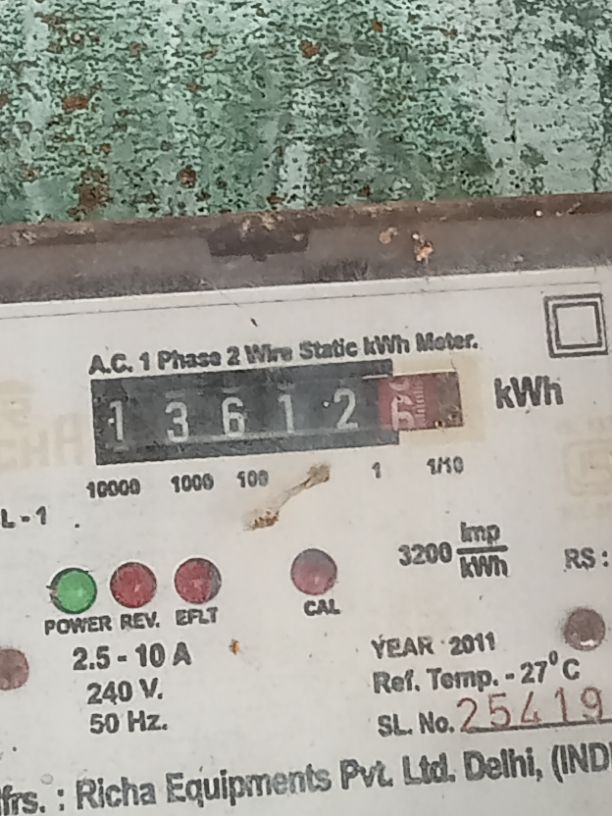 A.C. 1 Phase 2 Wire Static kWh Meter.
1 3 6 1 2 kWh
10000 1000 100 1 1/10
L-1
3200 Imp/kWh
RS:
POWER REV. EFLT CAL
2.5-10 A
YEAR 2011
240 V.
Ref. Temp. - 27°C
50 Hz.
SL. No. 25419
frs. : Richa Equipments Pvt. Ltd. Delhi, (INDI